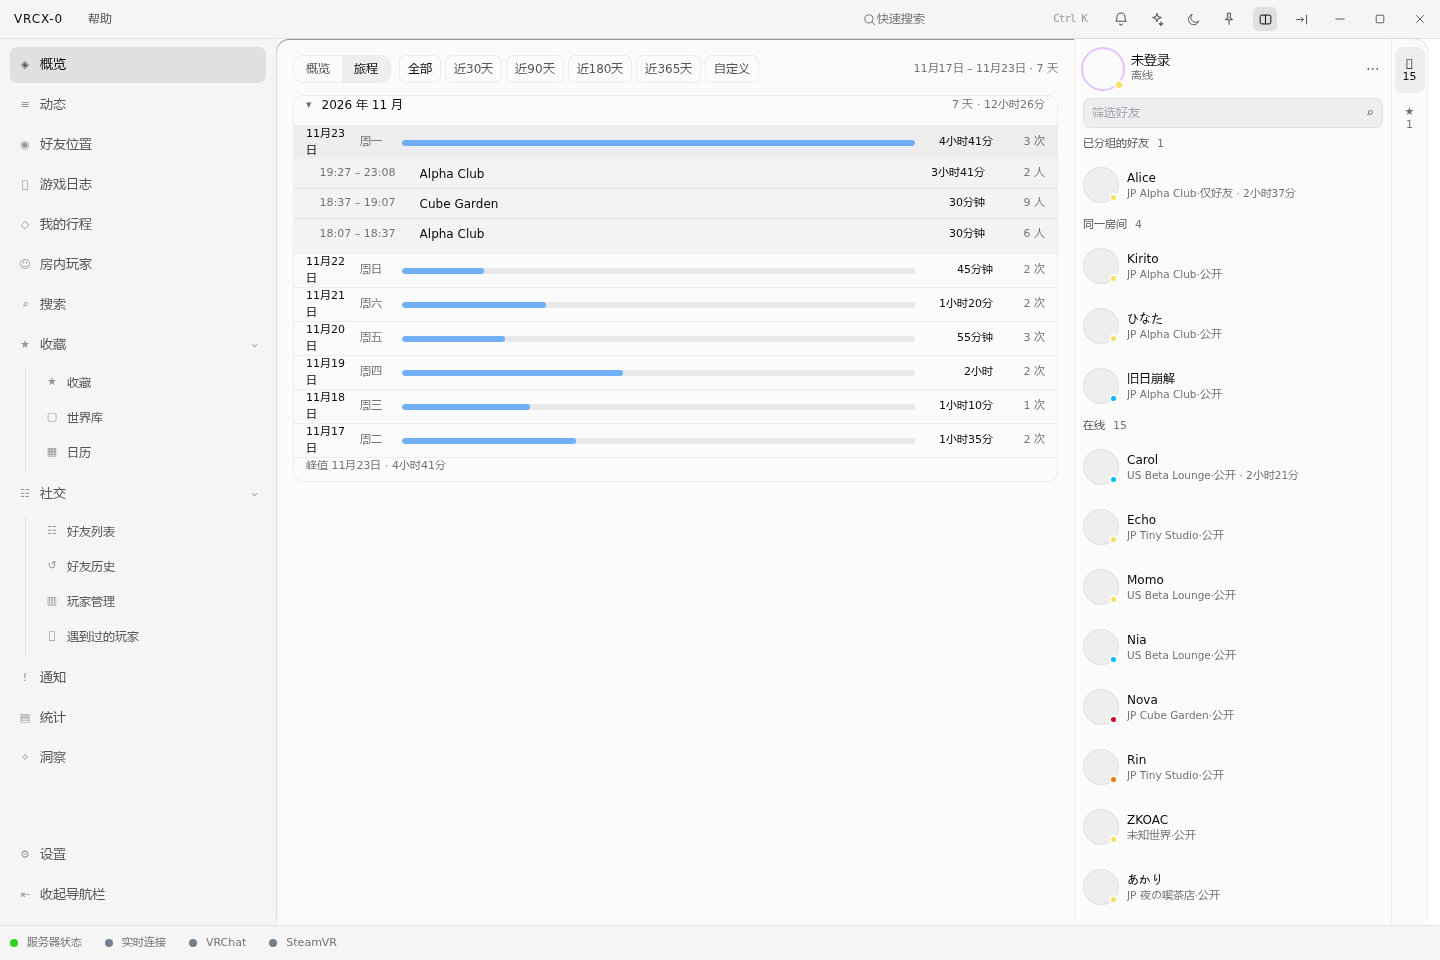 VRCX-0 帮助 快速搜索 Ctrl K
概览
动态
好友位置
游戏日志
我的行程
房内玩家
搜索
收藏
收藏
世界库
日历
社交
好友列表
好友历史
玩家管理
遇到过的玩家
通知
统计
洞察
设置
收起导航栏
概览 旅程 全部 近30天 近90天 近180天 近365天 自定义 11月17日 – 11月23日 · 7 天
2026 年 11 月 7 天 · 12小时26分
11月23日 周一 4小时41分 3 次
19:27 – 23:08 Alpha Club 3小时41分 2 人
18:37 – 19:07 Cube Garden 30分钟 9 人
18:07 – 18:37 Alpha Club 30分钟 6 人
11月22日 周日 45分钟 2 次
11月21日 周六 1小时20分 2 次
11月20日 周五 55分钟 3 次
11月19日 周四 2小时 2 次
11月18日 周三 1小时10分 1 次
11月17日 周二 1小时35分 2 次
峰值 11月23日 · 4小时41分
未登录
离线
筛选好友
已分组的好友 1
Alice
JP Alpha Club·仅好友 · 2小时37分
同一房间 4
Kirito
JP Alpha Club·公开
ひなた
JP Alpha Club·公开
旧日崩解
JP Alpha Club·公开
在线 15
Carol
US Beta Lounge·公开 · 2小时21分
Echo
JP Tiny Studio·公开
Momo
US Beta Lounge·公开
Nia
US Beta Lounge·公开
Nova
JP Cube Garden·公开
Rin
JP Tiny Studio·公开
ZKOAC
未知世界·公开
あかり
JP 夜の喫茶店·公开
15
1
服务器状态 实时连接 VRChat SteamVR